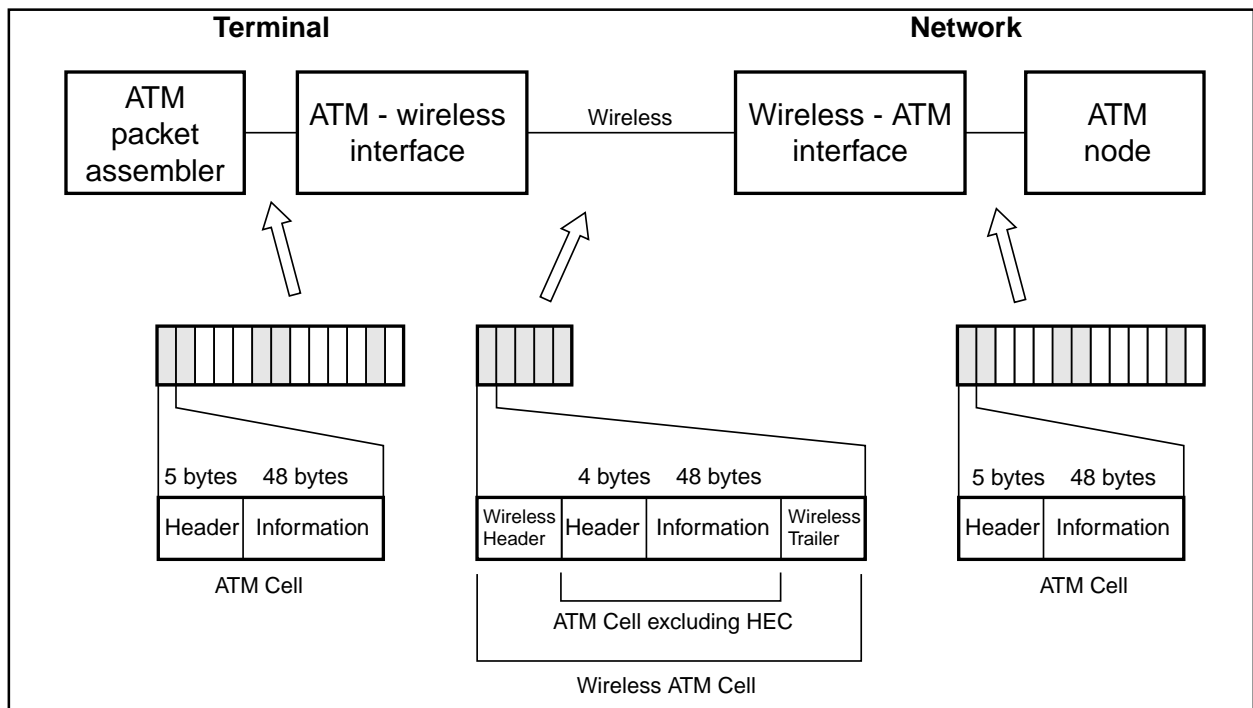 Terminal
Network
ATM
packet
assembler
ATM - wireless
interface
Wireless
Wireless - ATM
interface
ATM
node
5 bytes 48 bytes
Header Information
ATM Cell
4 bytes 48 bytes
Wireless
Header
Header
Information
Wireless
Trailer
ATM Cell excluding HEC
Wireless ATM Cell
5 bytes 48 bytes
Header Information
ATM Cell